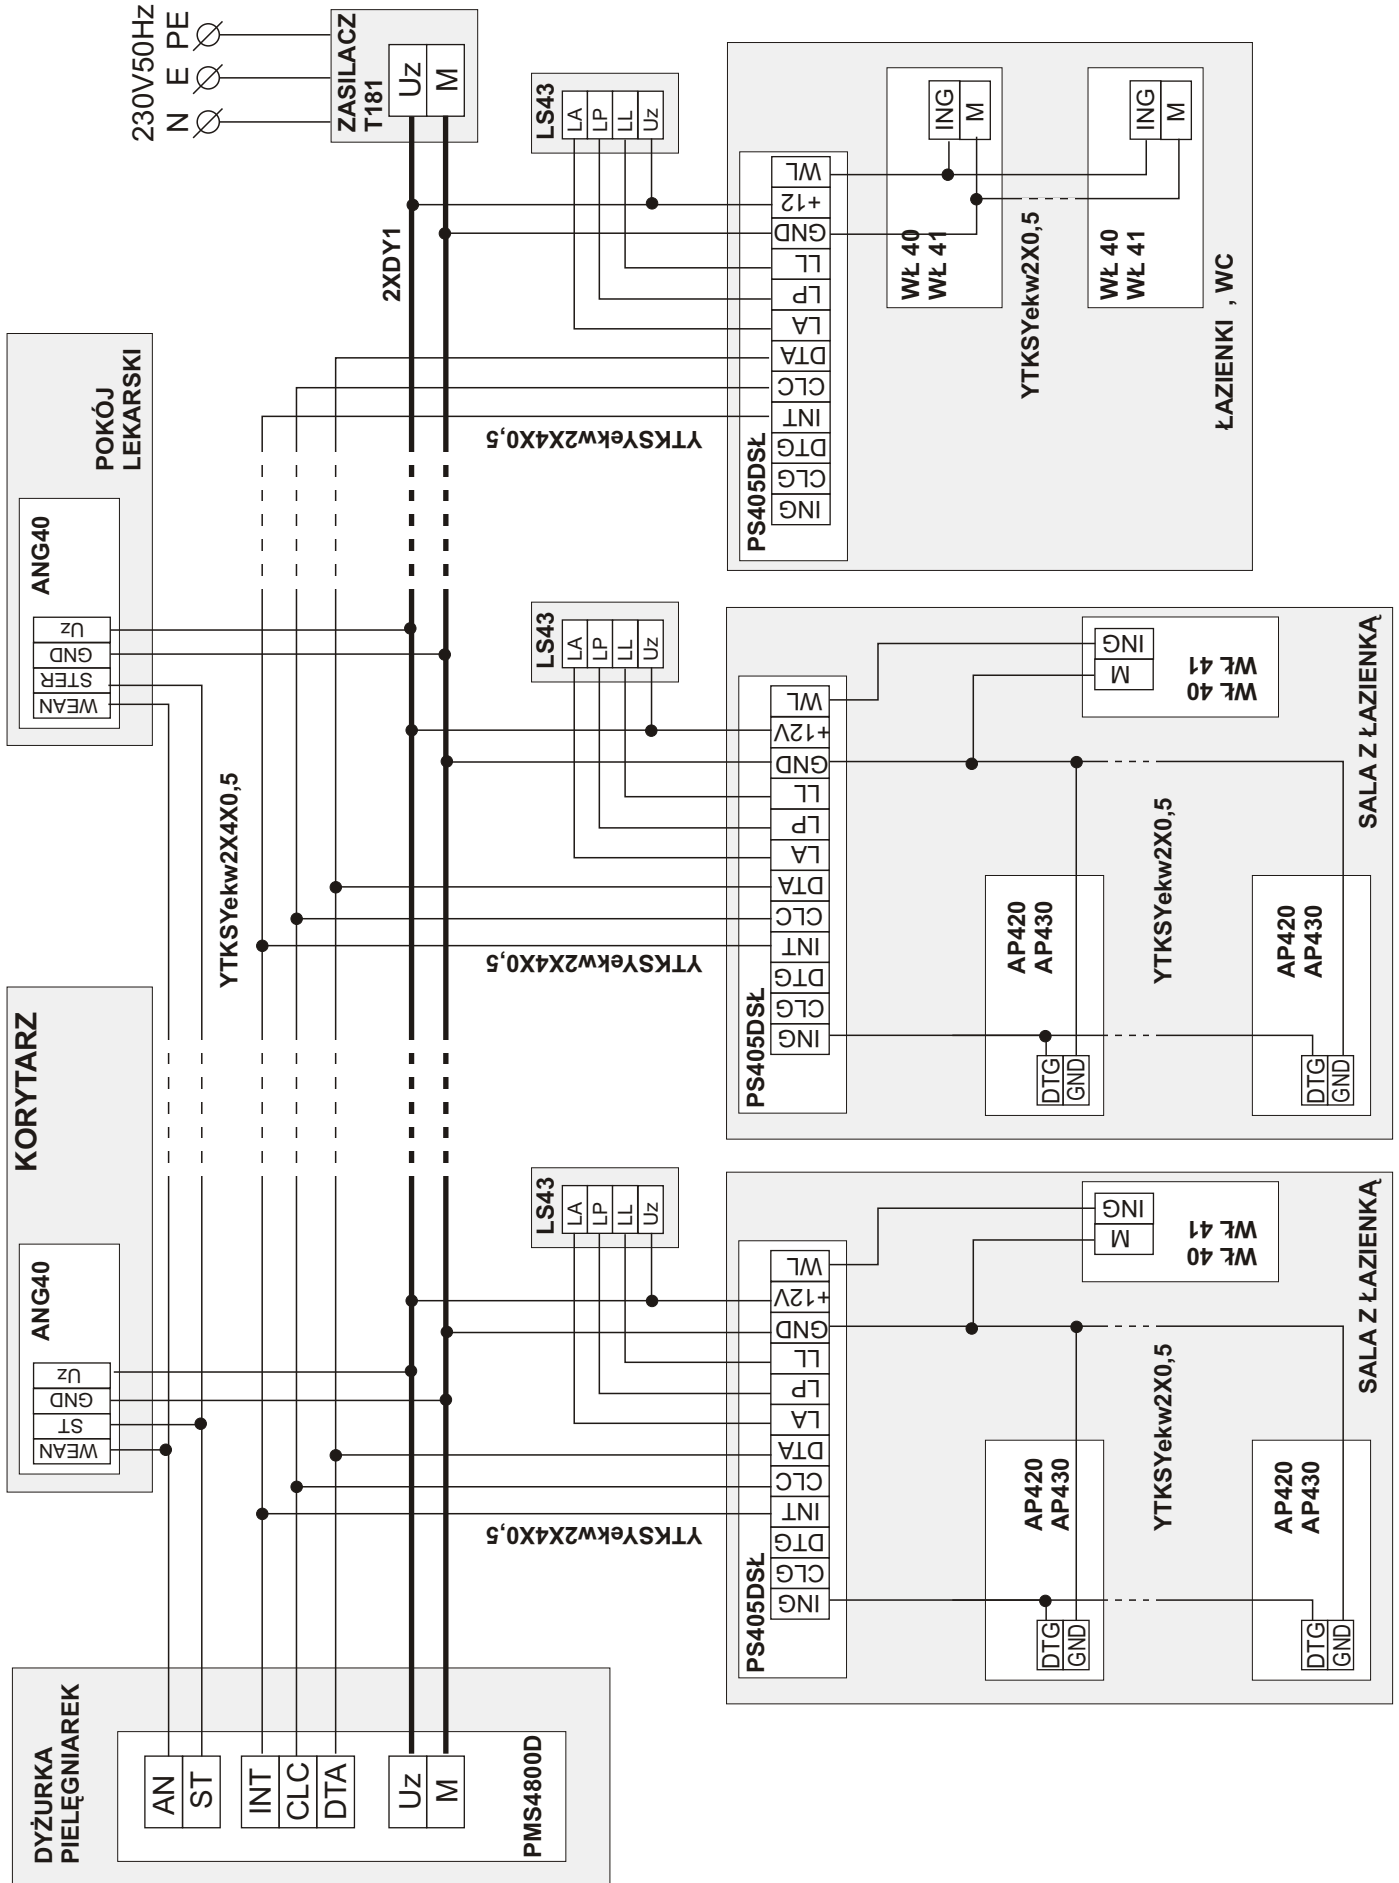 230V50Hz
N E PE
ZASILACZ
T181
Uz
M
2XDY1
POKÓJ
LEKARSKI
ANG40
Uz
GND
STER
WEAN
YTKSYekw2X4X0,5
KORYTARZ
ANG40
Uz
GND
ST
WEAN
DYŻURKA
PIELĘGNIAREK
AN
ST
INT
CLC
DTA
Uz
M
PMS4800D
LS43
LA
LP
LL
Uz
PS405DSŁ
WL
+12
GND
LL
LP
LA
DTA
CLC
INT
DTG
CLG
ING
YTKSYekw2X4X0,5
ING
M
WŁ 40
WŁ 41
YTKSYekw2X0,5
ING
M
WŁ 40
WŁ 41
ŁAZIENKI , WC
LS43
LA
LP
LL
Uz
PS405DSŁ
WL
+12V
GND
LL
LP
LA
DTA
CLC
INT
DTG
CLG
ING
YTKSYekw2X4X0,5
ING
M
WŁ 40
WŁ 41
AP420
AP430
DTG
GND
YTKSYekw2X0,5
AP420
AP430
DTG
GND
SALA Z ŁAZIENKĄ
LS43
LA
LP
LL
Uz
PS405DSŁ
WL
+12V
GND
LL
LP
LA
DTA
CLC
INT
DTG
CLG
ING
YTKSYekw2X4X0,5
ING
M
WŁ 40
WŁ 41
AP420
AP430
DTG
GND
YTKSYekw2X0,5
AP420
AP430
DTG
GND
SALA Z ŁAZIENKĄ